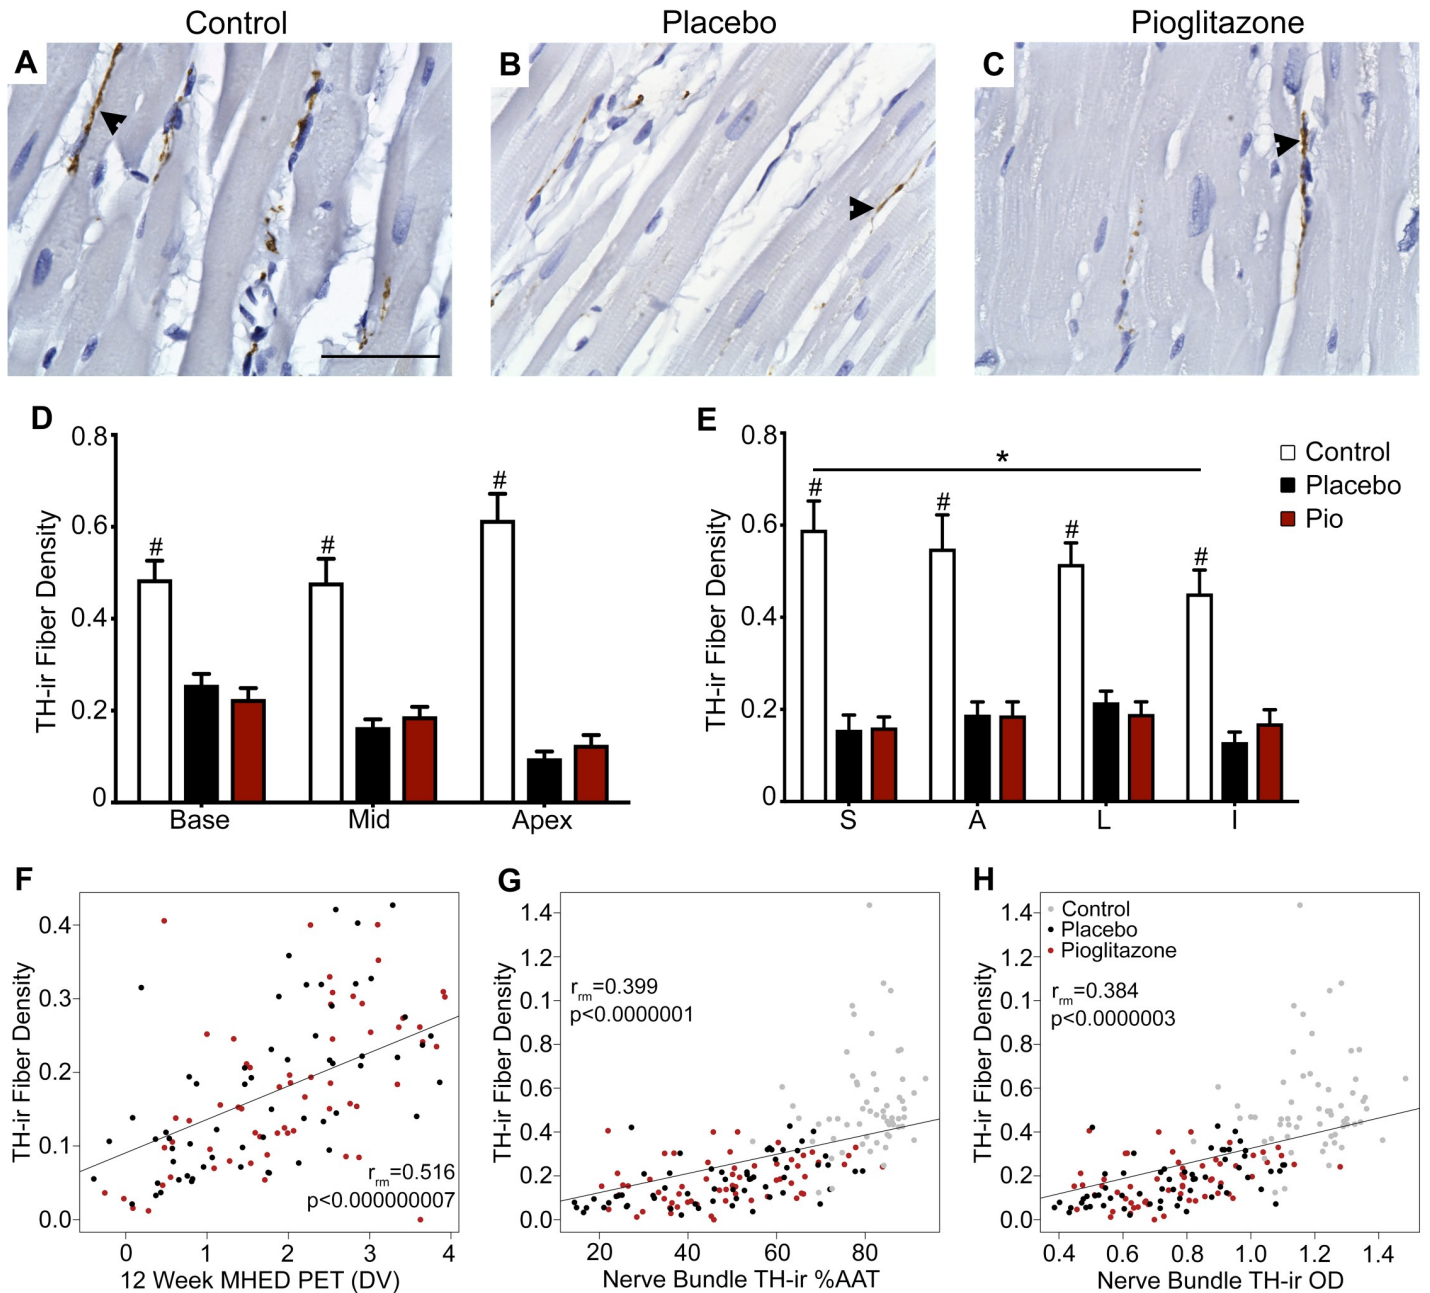 Control
Placebo
Pioglitazone
A
B
C
D
0.8
0.6
0.4
0.2
0
TH-ir Fiber Density
#
#
#
Base
Mid
Apex
E
0.8
0.6
0.4
0.2
0
TH-ir Fiber Density
*
#
#
#
#
S
A
L
I
Control
Placebo
Pio
F
0.4
0.3
0.2
0.1
0.0
TH-ir Fiber Density
rrm=0.516
p<0.000000007
0
1
2
3
4
12 Week MHED PET (DV)
G
1.4
1.2
0.1
0.8
0.6
0.4
0.2
0.0
TH-ir Fiber Density
rrm=0.399
p<0.0000001
20
40
60
80
Nerve Bundle TH-ir %AAT
H
1.4
1.2
0.1
0.8
0.6
0.4
0.2
0.0
TH-ir Fiber Density
Control
Placebo
Pioglitazone
rrm=0.384
p<0.0000003
0.4
0.6
0.8
1.0
1.2
1.4
Nerve Bundle TH-ir OD